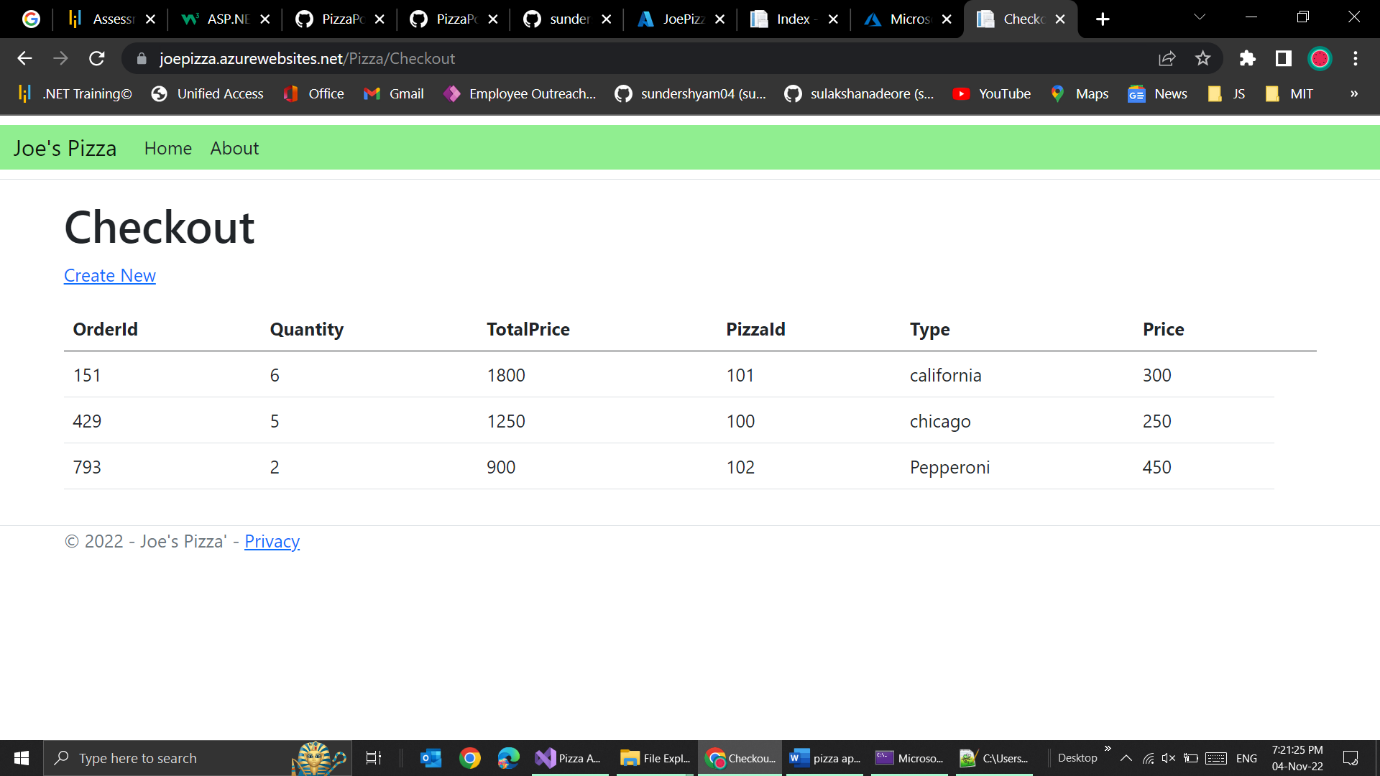 Assessr
ASP.NE
PizzaPo
PizzaPo
sunder
JoePizz
Index -
Micros
Checko
joepizza.azurewebsites.net/Pizza/Checkout
.NET Training©
Unified Access
Office
Gmail
Employee Outreach...
sundershyam04 (su...
sulakshanadeore (s...
YouTube
Maps
News
JS
MIT
»
Joe's Pizza Home About
Checkout
Create New
OrderId Quantity TotalPrice PizzaId Type Price
151 6 1800 101 california 300
429 5 1250 100 chicago 250
793 2 900 102 Pepperoni 450
© 2022 - Joe's Pizza' - Privacy
Type here to search
Pizza A...
File Expl...
Checkou...
pizza ap...
Microso...
C:\Users...
Desktop
»
ENG
7:21:25 PM
04-Nov-22